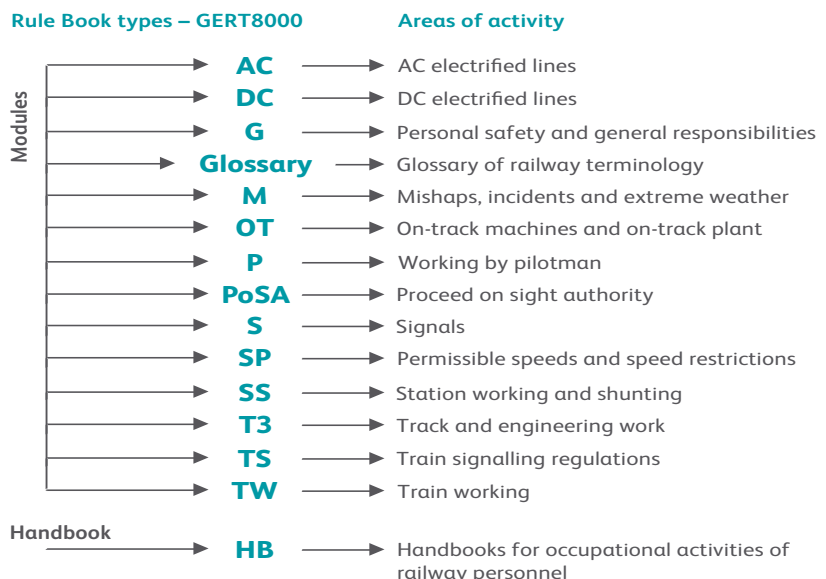 Rule Book types – GERT8000 Areas of activity
Modules
AC AC electrified lines
DC DC electrified lines
G Personal safety and general responsibilities
Glossary Glossary of railway terminology
M Mishaps, incidents and extreme weather
OT On-track machines and on-track plant
P Working by pilotman
PoSA Proceed on sight authority
S Signals
SP Permissible speeds and speed restrictions
SS Station working and shunting
T3 Track and engineering work
TS Train signalling regulations
TW Train working
Handbook
HB Handbooks for occupational activities of
railway personnel